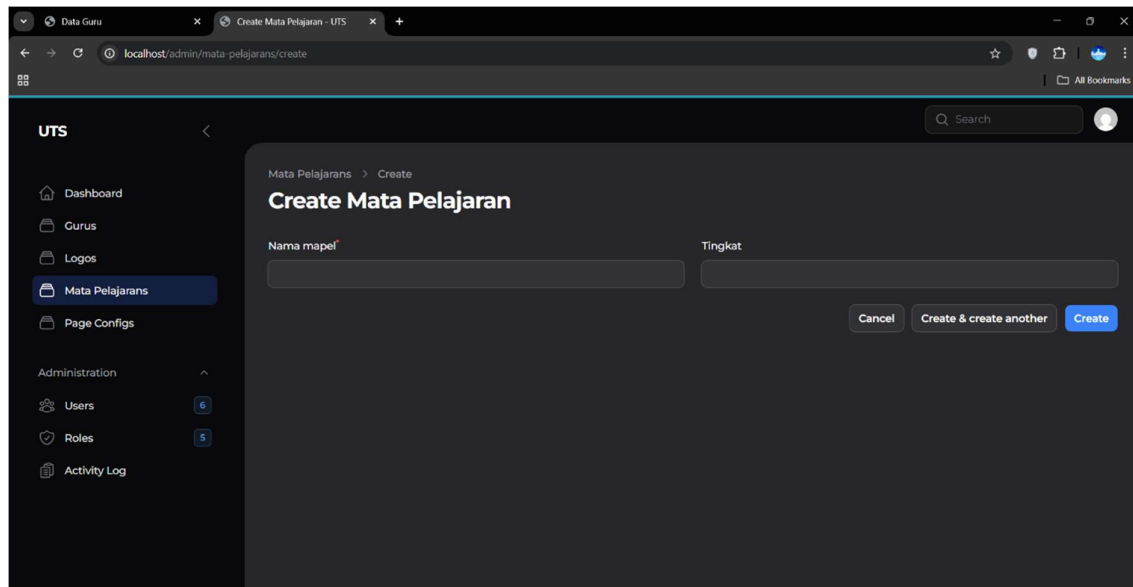 Data Guru
Create Mata Pelajaran - UTS
localhost/admin/mata-pelajarans/create
All Bookmarks
UTS
Search
Dashboard
Gurus
Logos
Mata Pelajarans
Page Configs
Administration
Users 6
Roles 5
Activity Log
Mata Pelajarans > Create
Create Mata Pelajaran
Nama mapel*
Tingkat
Cancel
Create & create another
Create